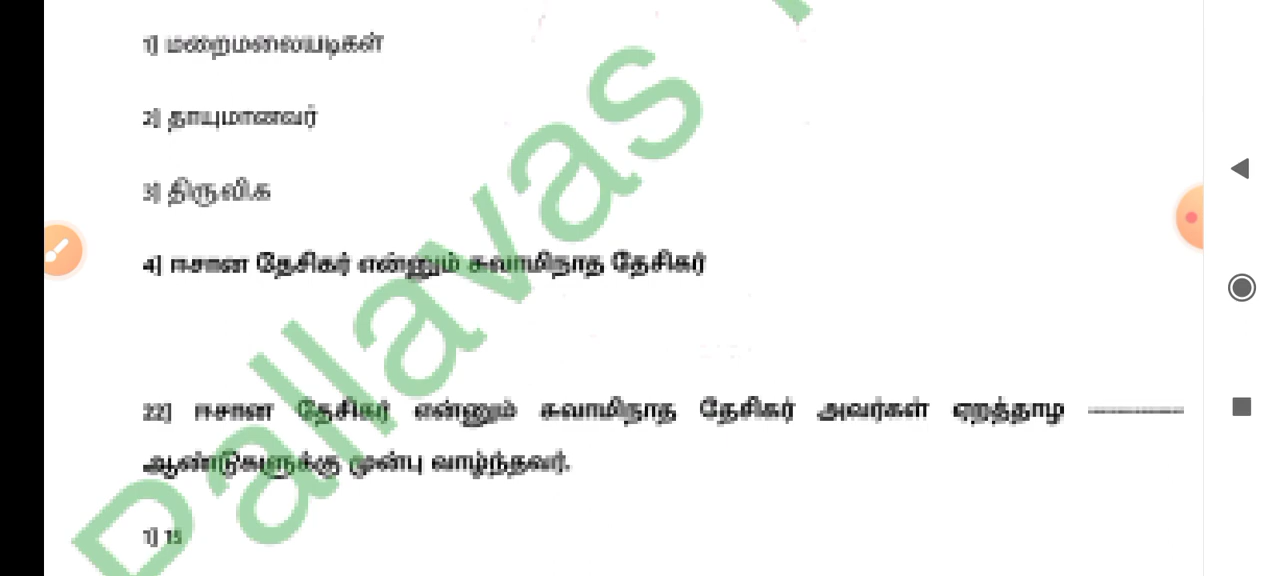 1] மறைமலையடிகள்
2] தாயுமானவர்
3] திரு.வி.க
4] ஈசான தேசிகர் என்னும் சுவாமிநாத தேசிகர்
22] ஈசான தேசிகர் என்னும் சுவாமிநாத தேசிகர் அவர்கள் ஏறத்தாழ ----------
ஆண்டுகளுக்கு முன்பு வாழ்ந்தவர்.
1] 15
Pallavas